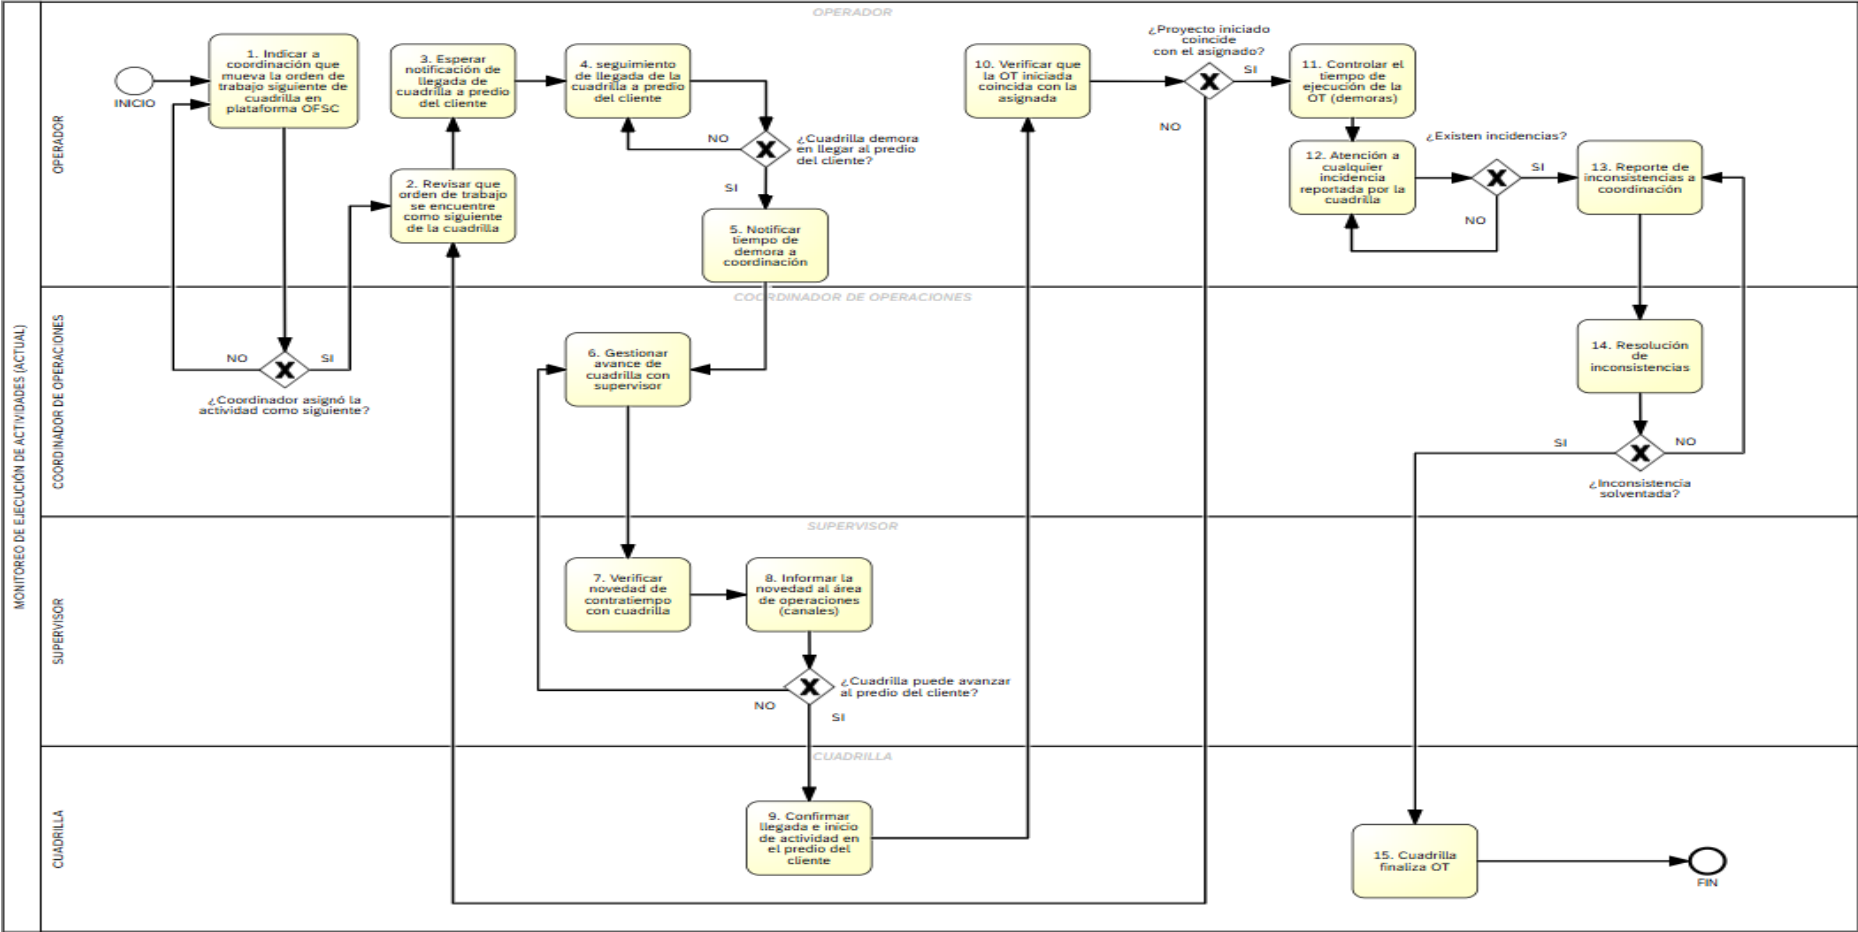 MONITOREO DE EJECUCIÓN DE ACTIVIDADES (ACTUAL)
OPERADOR
OPERADOR
INICIO
1. Indicar a
coordinación que
mueva la orden de
trabajo siguiente de
cuadrilla en
plataforma OFSC
3. Esperar
notificación de
llegada de
cuadrilla a predio
del cliente
4. seguimiento
de llegada de la
cuadrilla a predio
del cliente
NO
¿Cuadrilla demora
en llegar al predio
del cliente?
SI
2. Revisar que
orden de trabajo
se encuentre
como siguiente
de la cuadrilla
5. Notificar
tiempo de
demora a
coordinación
10. Verificar que
la OT iniciada
coincida con la
asignada
¿Proyecto iniciado
coincide
con el asignado?
SI
NO
11. Controlar el
tiempo de
ejecución de la
OT (demoras)
¿Existen incidencias?
12. Atención a
cualquier
incidencia
reportada por la
cuadrilla
SI
NO
13. Reporte de
inconsistencias a
coordinación
COORDINADOR DE OPERACIONES
COORDINADOR DE OPERACIONES
NO
SI
¿Coordinador asignó la
actividad como siguiente?
6. Gestionar
avance de
cuadrilla con
supervisor
14. Resolución
de
inconsistencias
SI
NO
¿Inconsistencia
solventada?
SUPERVISOR
SUPERVISOR
7. Verificar
novedad de
contratiempo
con cuadrilla
8. Informar la
novedad al área
de operaciones
(canales)
¿Cuadrilla puede avanzar
al predio del cliente?
NO
SI
CUADRILLA
CUADRILLA
9. Confirmar
llegada e inicio
de actividad en
el predio del
cliente
15. Cuadrilla
finaliza OT
FIN